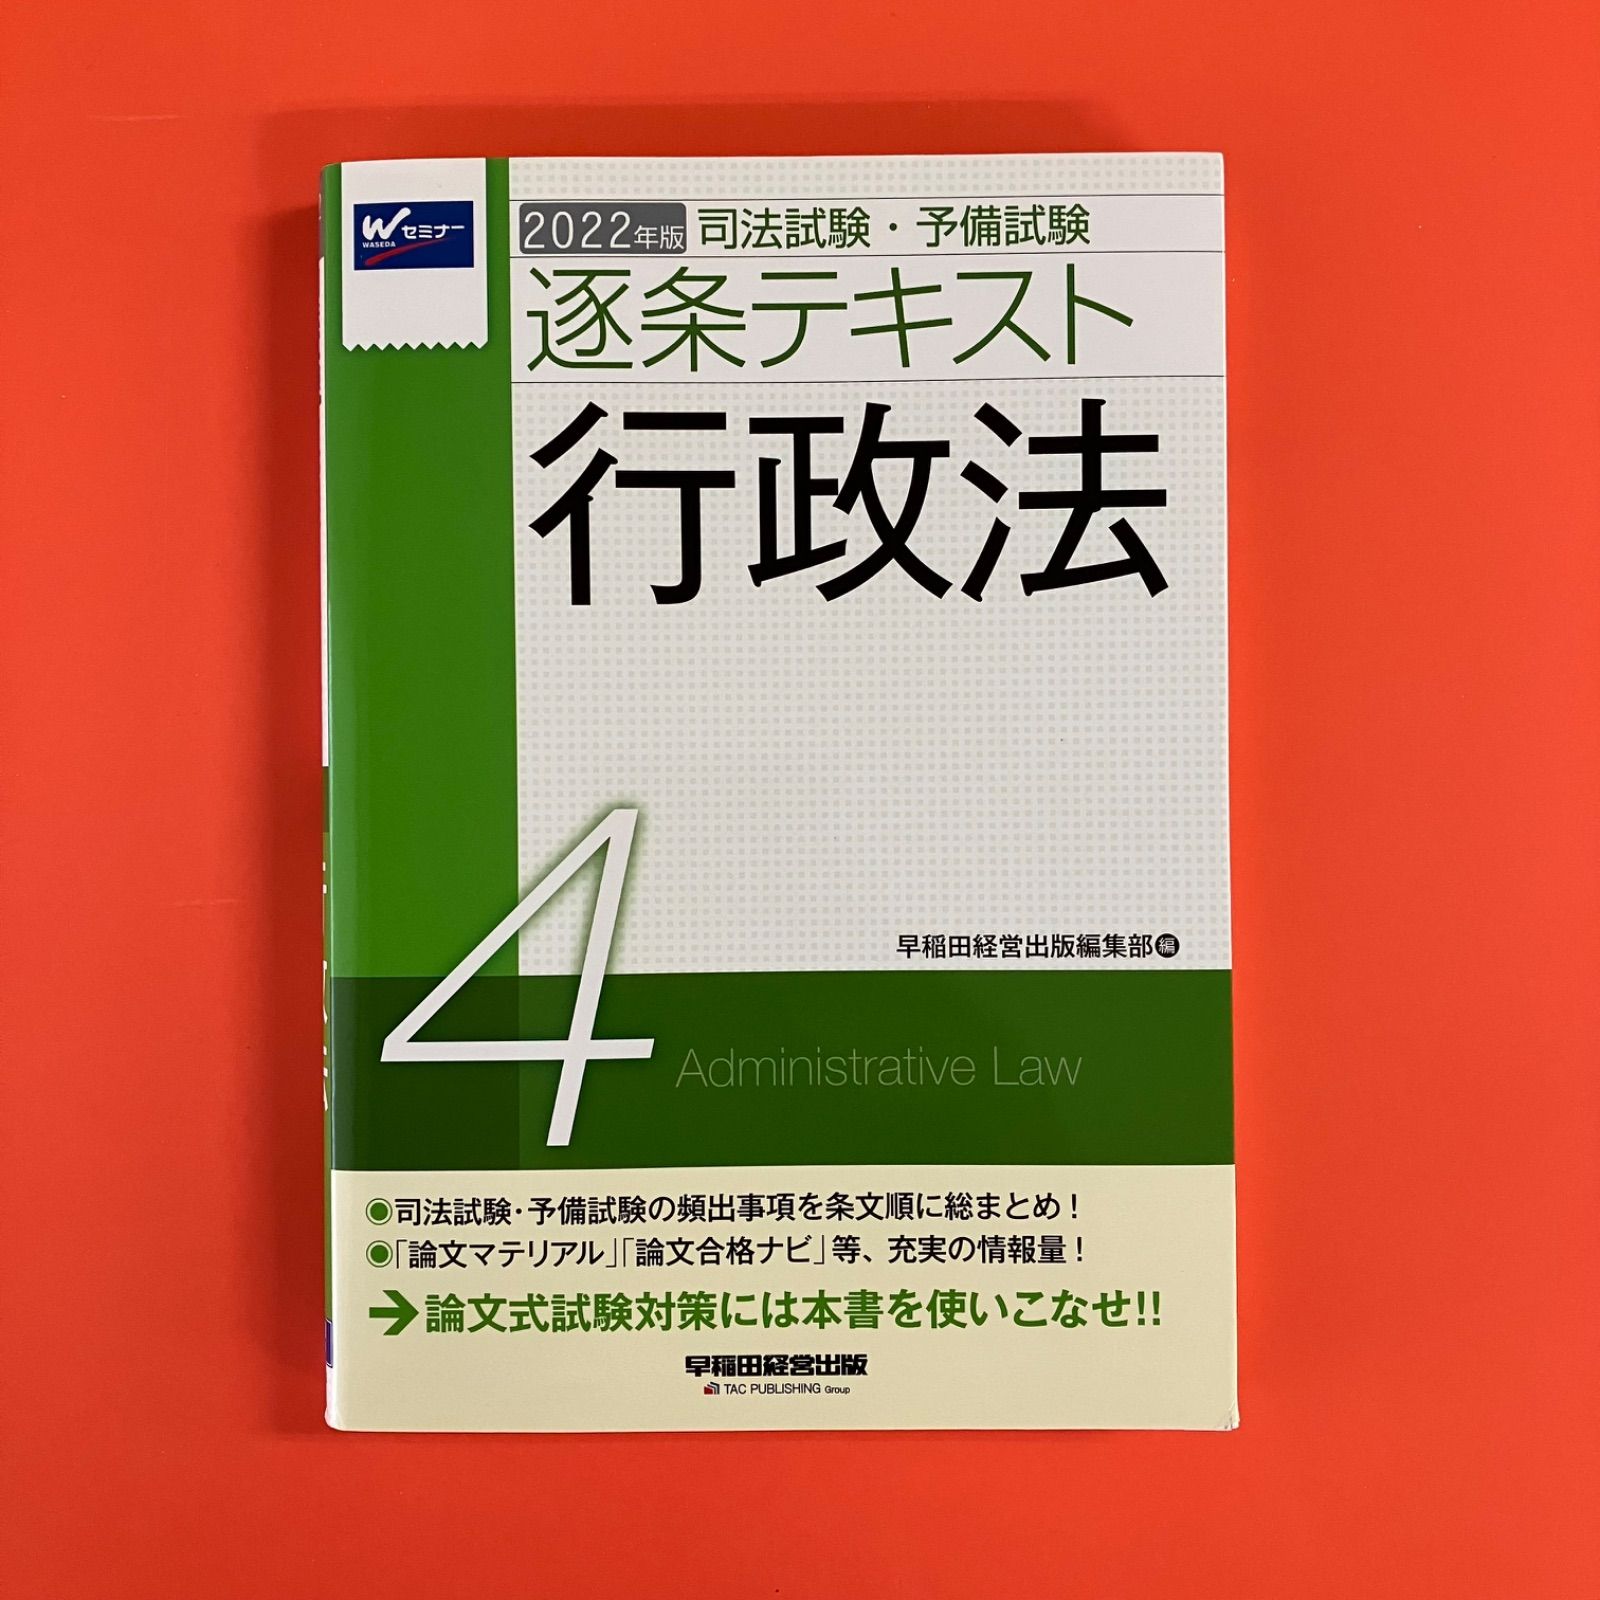 W セミナー
WASEDA
2022年版 司法試験・予備試験
逐条テキスト
行政法
早稲田経営出版編集部 編
4
Administrative Law
◉司法試験・予備試験の頻出事項を条文順に総まとめ！
◉「論文マテリアル」「論文合格ナビ」等、充実の情報量！
→論文式試験対策には本書を使いこなせ!!
早稲田経営出版
TAC PUBLISHING Group